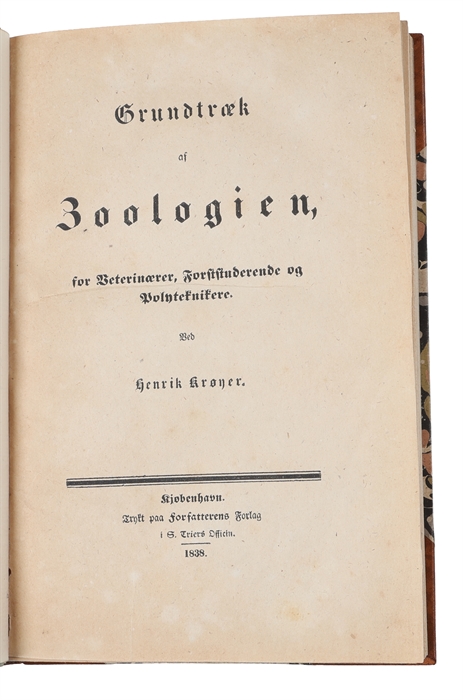 Grundtræk
af
Zoologien,
for Veterinærer, Forststuderende og
Polyteknikere.
Ved
Henrik Krøyer.
Kjøbenhavn.
Trykt paa Forfatterens Forlag
i S. Triers Officin.
1838.